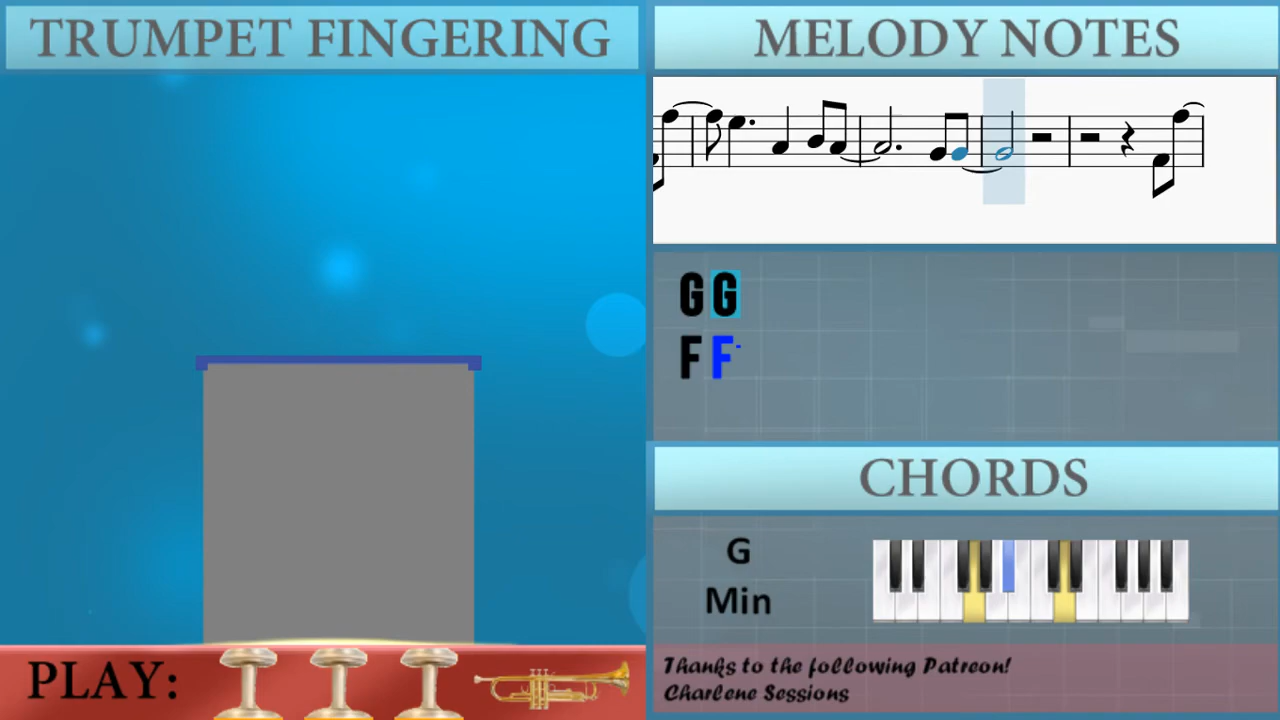 TRUMPET FINGERING
MELODY NOTES
G G
F F
CHORDS
G
Min
PLAY:
Thanks to the following Patreon!
Charlene Sessions